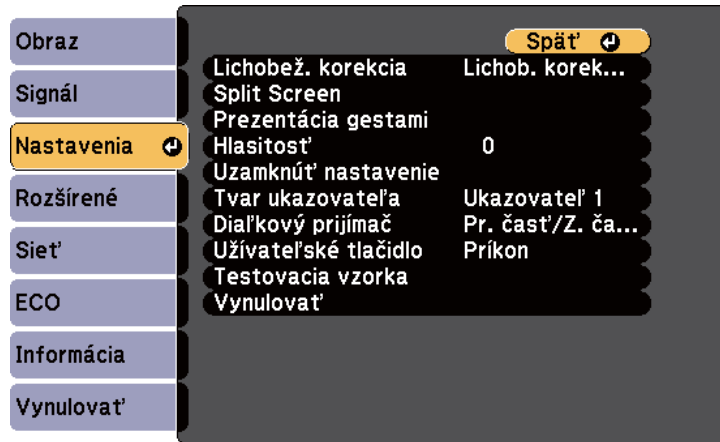 Obraz
Signál
Nastavenia
Rozšírené
Sieť
ECO
Informácia
Vynulovať
Späť
Lichobež. korekcia Lichob. korek...
Split Screen
Prezentácia gestami
Hlasitosť 0
Uzamknúť nastavenie
Tvar ukazovateľa Ukazovateľ 1
Diaľkový prijímač Pr. časť/Z. ča...
Užívateľské tlačidlo Príkon
Testovacia vzorka
Vynulovať